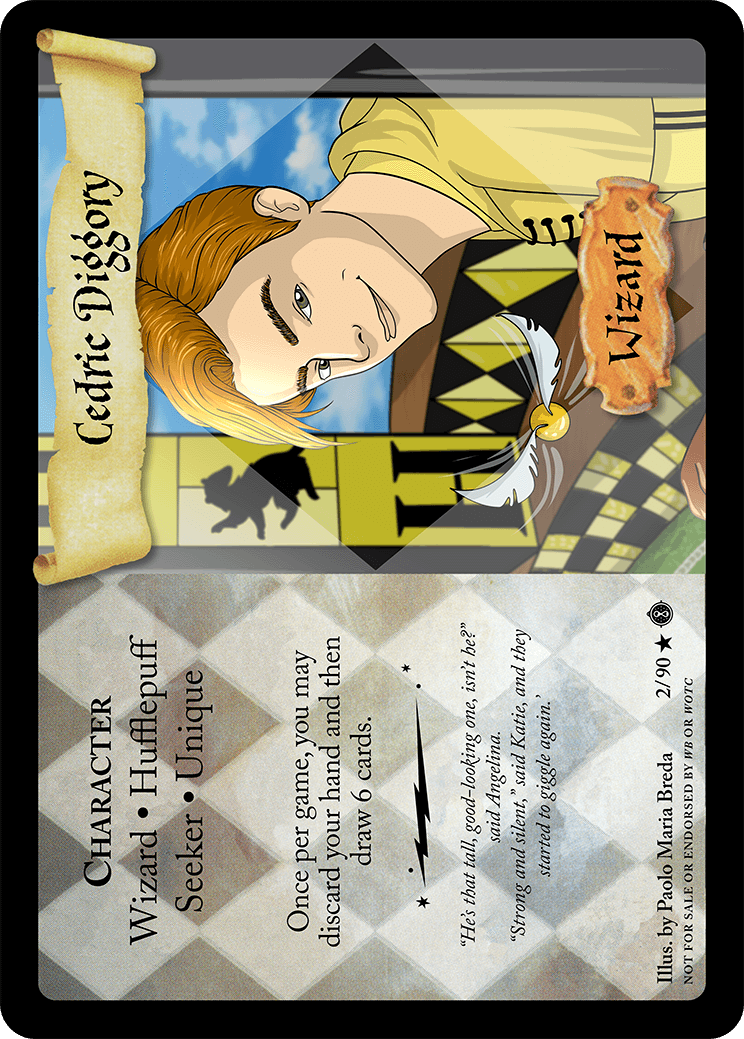 Cedric Diggory
H
Wizard
CHARACTER
Wizard • Hufflepuff
Seeker • Unique
Once per game, you may
discard your hand and then
draw 6 cards.
“He’s that tall, good-looking one, isn’t he?”
said Angelina.
“Strong and silent,” said Katie, and they
started to giggle again.’
Illus. by Paolo Maria Breda 2/90 ★
NOT FOR SALE OR ENDORSED BY WB OR WOTC